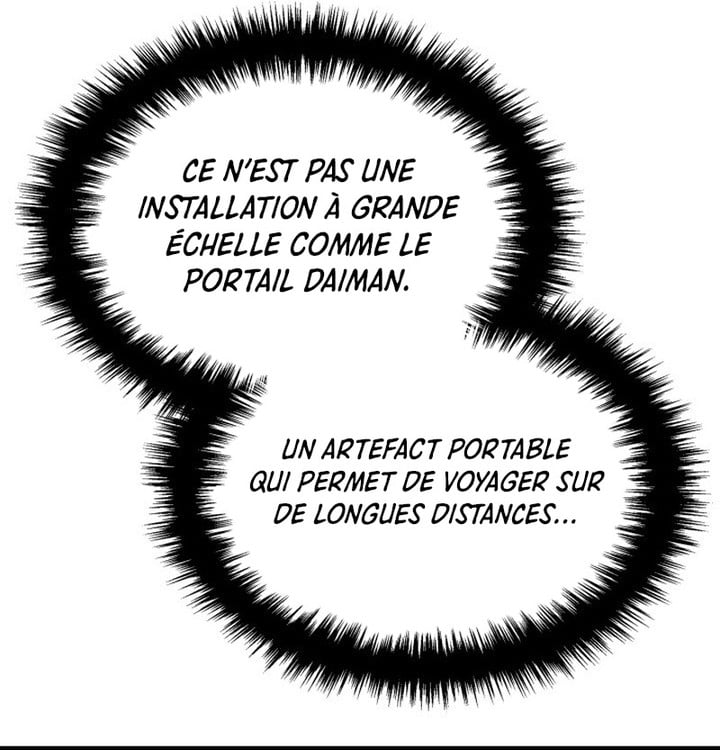 CE N'EST PAS UNE
INSTALLATION À GRANDE
ÉCHELLE COMME LE
PORTAIL DAIMAN.
UN ARTEFACT PORTABLE
QUI PERMET DE VOYAGER SUR
DE LONGUES DISTANCES...